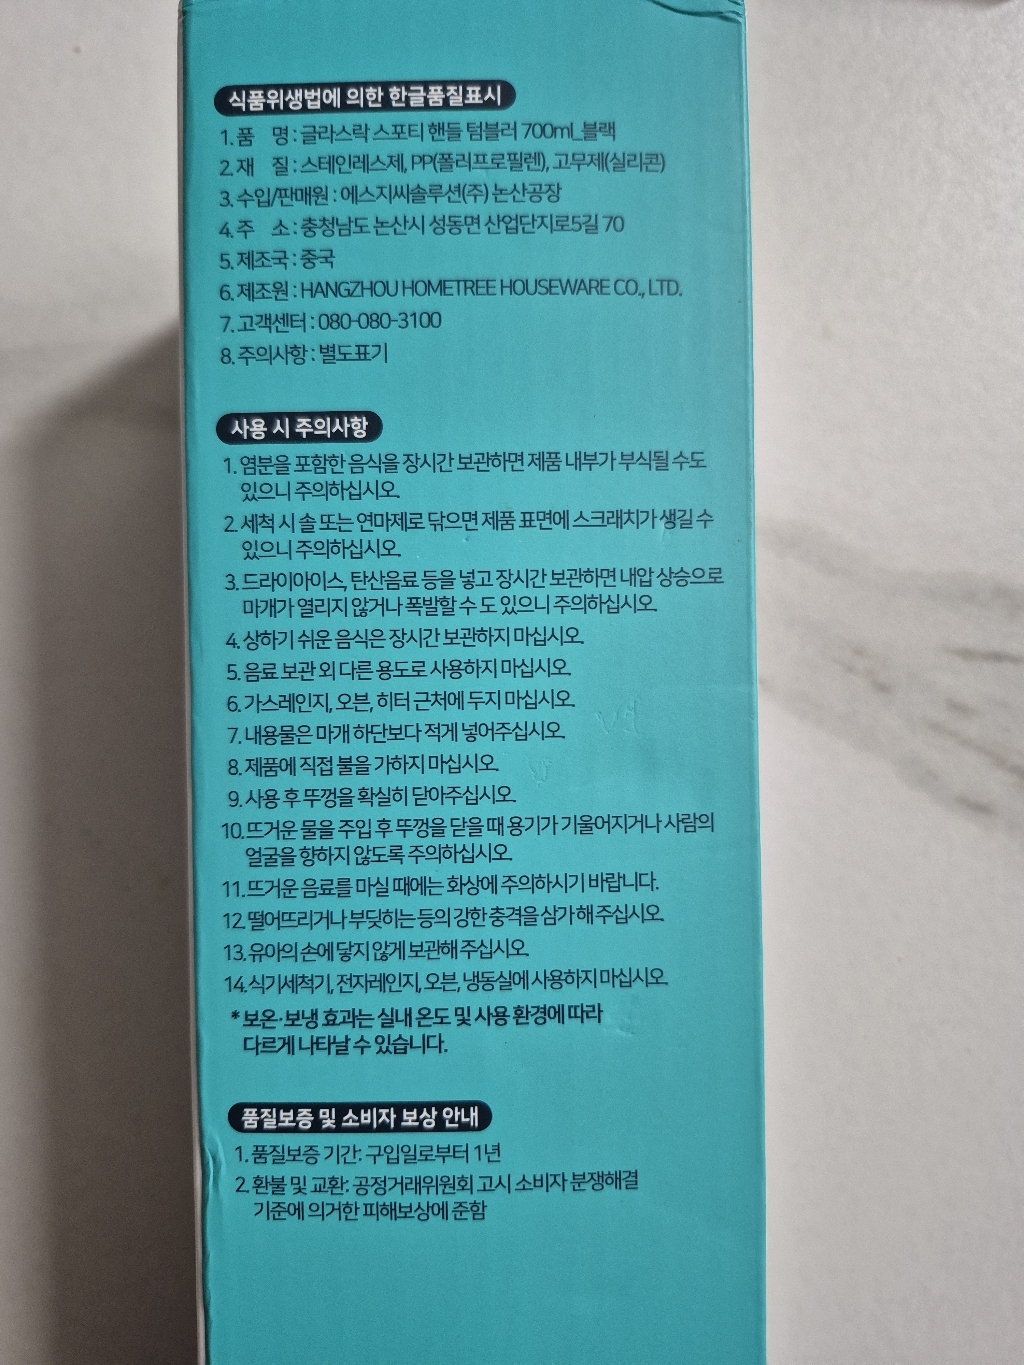 식품위생법에 의한 한글품질표시
1. 품 명 : 글라스락 스포티 핸들 텀블러 700ml_블랙
2. 재 질 : 스테인레스제, PP(폴리프로필렌), 고무제(실리콘)
3. 수입/판매원 : 에스지씨솔루션(주) 논산공장
4. 주 소 : 충청남도 논산시 성동면 산업단지로5길 70
5. 제조국 : 중국
6. 제조원 : HANGZHOU HOMETREE HOUSEWARE CO., LTD.
7. 고객센터 : 080-080-3100
8. 주의사항 : 별도표기
사용 시 주의사항
1. 염분을 포함한 음식을 장시간 보관하면 제품 내부가 부식될 수도
있으니 주의하십시오.
2. 세척 시 솔 또는 연마제로 닦으면 제품 표면에 스크래치가 생길 수
있으니 주의하십시오.
3. 드라이아이스, 탄산음료 등을 넣고 장시간 보관하면 내압 상승으로
마개가 열리지 않거나 폭발할 수 도 있으니 주의하십시오.
4. 상하기 쉬운 음식은 장시간 보관하지 마십시오.
5. 음료 보관 외 다른 용도로 사용하지 마십시오.
6. 가스레인지, 오븐, 히터 근처에 두지 마십시오.
7. 내용물은 마개 하단보다 적게 넣어주십시오.
8. 제품에 직접 불을 가하지 마십시오.
9. 사용 후 뚜껑을 확실히 닫아주십시오.
10. 뜨거운 물을 주입 후 뚜껑을 닫을 때 용기가 기울어지거나 사람의
얼굴을 향하지 않도록 주의하십시오.
11. 뜨거운 음료를 마실 때에는 화상에 주의하시기 바랍니다.
12. 떨어뜨리거나 부딪히는 등의 강한 충격을 삼가 해 주십시오.
13. 유아의 손에 닿지 않게 보관해 주십시오.
14. 식기세척기, 전자레인지, 오븐, 냉동실에 사용하지 마십시오.
* 보온·보냉 효과는 실내 온도 및 사용 환경에 따라
다르게 나타날 수 있습니다.
품질보증 및 소비자 보상 안내
1. 품질보증 기간: 구입일로부터 1년
2. 환불 및 교환: 공정거래위원회 고시 소비자 분쟁해결
기준에 의거한 피해보상에 준함